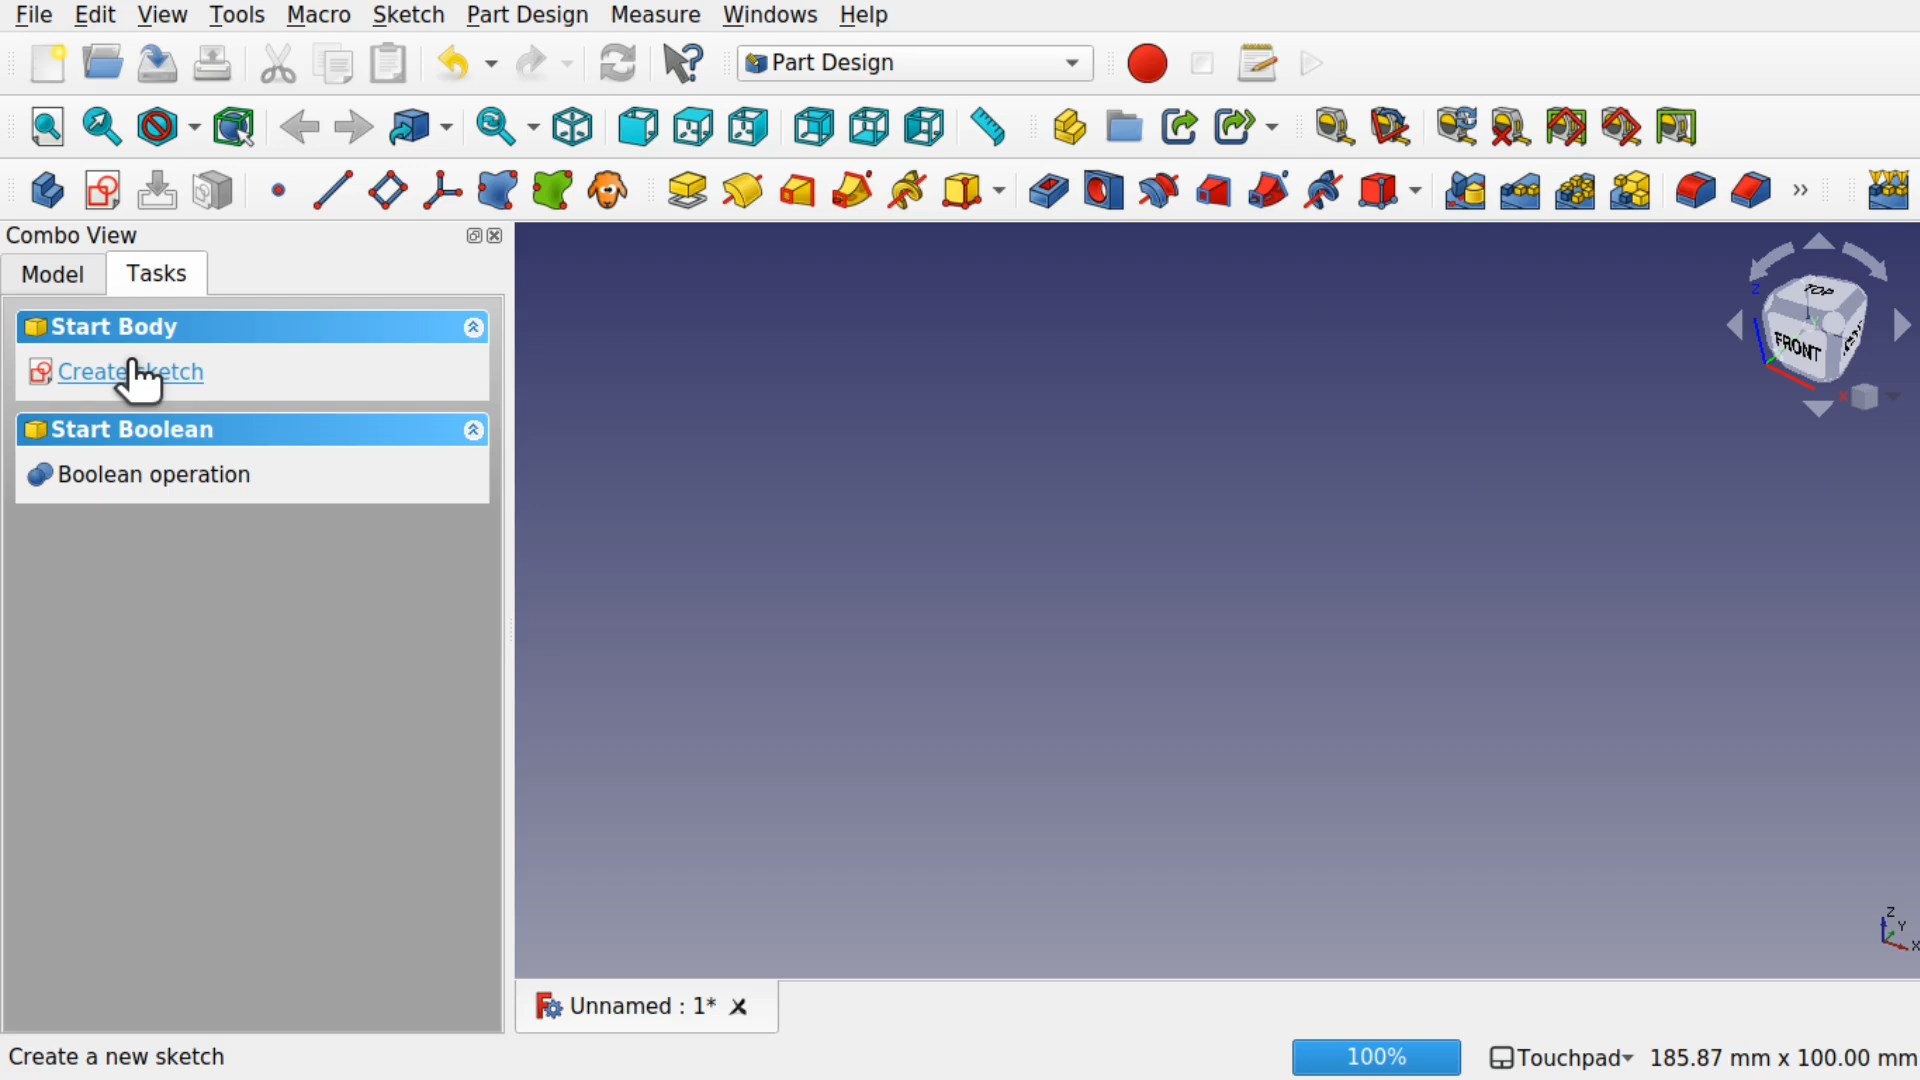 File Edit View Tools Macro Sketch Part Design Measure Windows Help
Part Design
Combo View
Model Tasks
Start Body
Create sketch
Start Boolean
Boolean operation
TOP
FRONT
Z
X
Z
Y
X
Unnamed : 1*
Create a new sketch
100%
Touchpad
185.87 mm x 100.00 mm